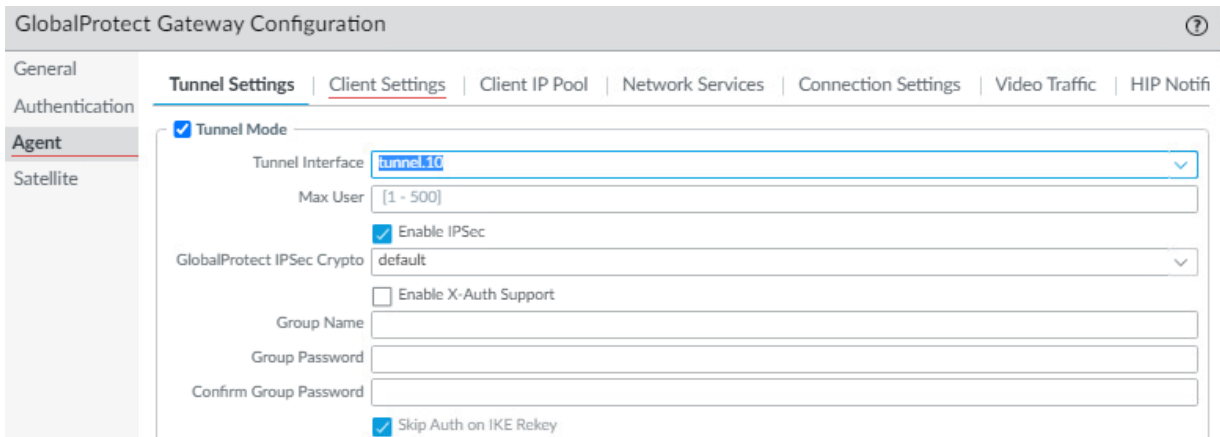 GlobalProtect Gateway Configuration
General
Authentication
Agent
Satellite
Tunnel Settings | Client Settings | Client IP Pool | Network Services | Connection Settings | Video Traffic | HIP Notifi
Tunnel Mode
Tunnel Interface tunnel.10
Max User [1 - 500]
Enable IPSec
GlobalProtect IPSec Crypto default
Enable X-Auth Support
Group Name
Group Password
Confirm Group Password
Skip Auth on IKE Rekey